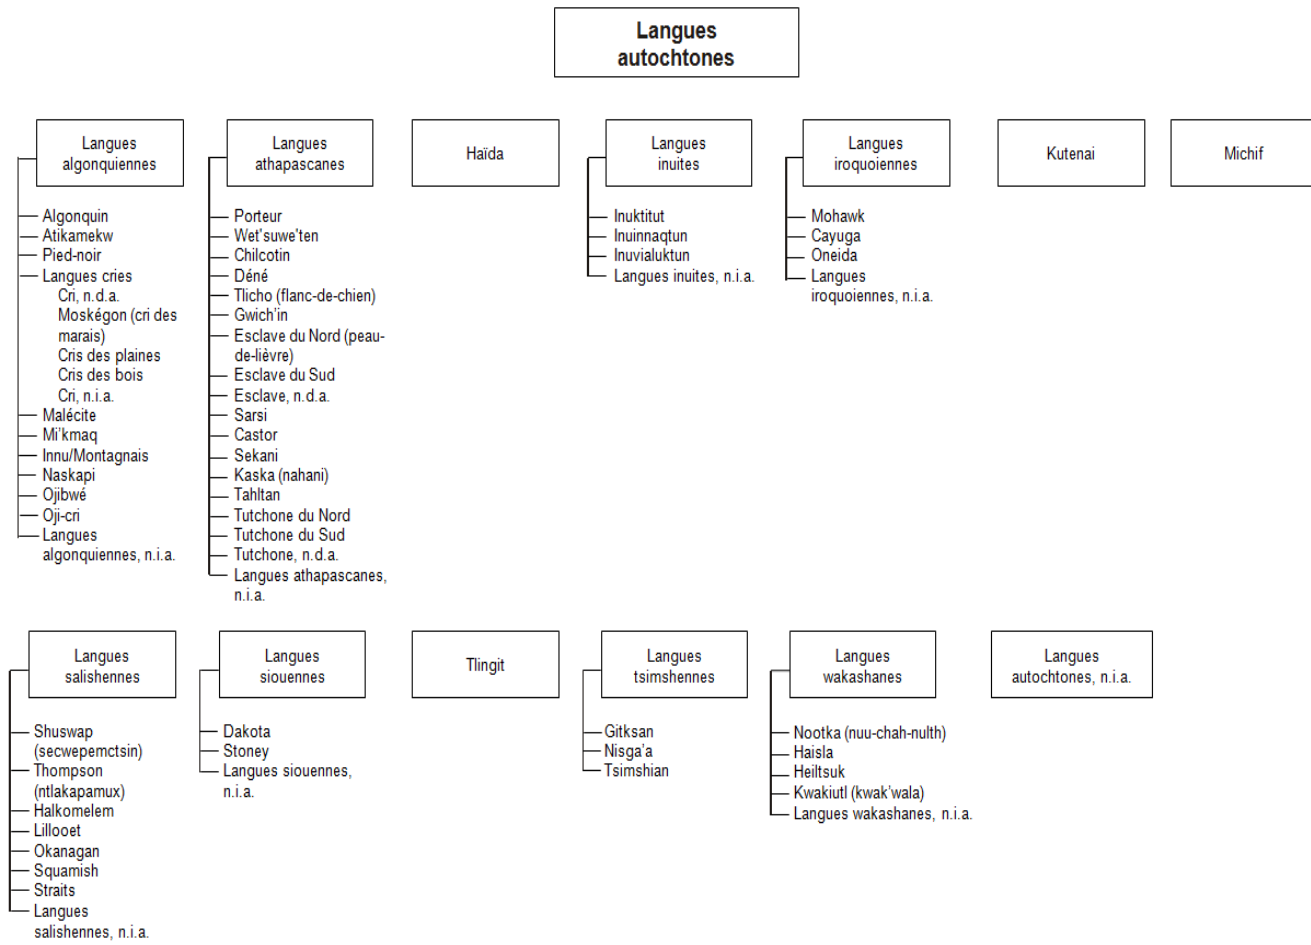 Langues
autochtones
Langues
algonquiennes
Algonquin
Atikamekw
Pied-noir
Langues cries
Cri, n.d.a.
Moskégon (cri des
marais)
Cris des plaines
Cris des bois
Cri, n.i.a.
Malécite
Mi'kmaq
Innu/Montagnais
Naskapi
Ojibwé
Oji-cri
Langues
algonquiennes, n.i.a.
Langues
athapascanes
Porteur
Wet'suwe'ten
Chilcotin
Déné
Tlicho (flanc-de-chien)
Gwich'in
Esclave du Nord (peau-
de-lièvre)
Esclave du Sud
Esclave, n.d.a.
Sarsi
Castor
Sekani
Kaska (nahani)
Tahltan
Tutchone du Nord
Tutchone du Sud
Tutchone, n.d.a.
Langues athapascanes,
n.i.a.
Haïda
Langues
inuites
Inuktitut
Inuinnaqtun
Inuvialuktun
Langues inuites, n.i.a.
Langues
iroquoiennes
Mohawk
Cayuga
Oneida
Langues
iroquoiennes, n.i.a.
Kutenai
Michif
Langues
salishennes
Shuswap
(secwepemctsin)
Thompson
(ntlakapamux)
Halkomelem
Lillooet
Okanagan
Squamish
Straits
Langues
salishennes, n.i.a.
Langues
siouennes
Dakota
Stoney
Langues siouennes,
n.i.a.
Tlingit
Langues
tsimshennes
Gitksan
Nisga'a
Tsimshian
Langues
wakashanes
Nootka (nuu-chah-nulth)
Haisla
Heiltsuk
Kwakiutl (kwak'wala)
Langues wakashanes, n.i.a.
Langues
autochtones, n.i.a.